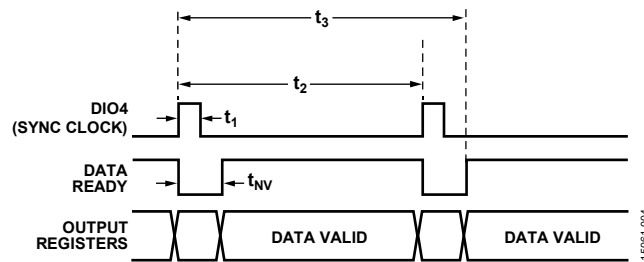 t3
t2
DIO4
(SYNC CLOCK)
t1
DATA
READY
tNV
OUTPUT
REGISTERS
DATA VALID
DATA VALID